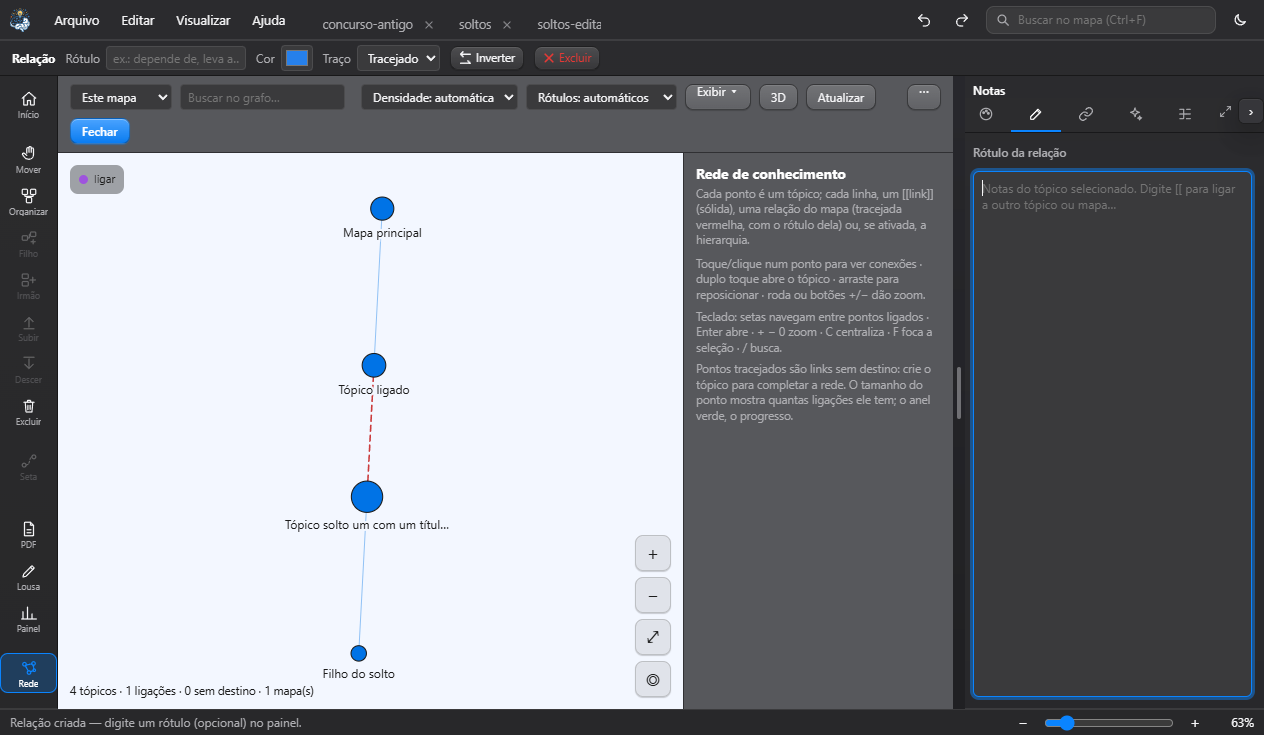 Arquivo Editar Visualizar Ajuda concurso-antigo × soltos × soltos-edita Buscar no mapa (Ctrl+F)
Relação Rótulo ex.: depende de, leva a.. Cor Traço Tracejado Inverter Excluir
Início
Mover
Organizar
Filho
Irmão
Subir
Descer
Excluir
Seta
PDF
Lousa
Painel
Rede
Este mapa Buscar no grafo... Densidade: automática Rótulos: automáticos Exibir 3D Atualizar ...
Fechar
ligar
Mapa principal
Tópico ligado
Tópico solto um com um títul...
Filho do solto
4 tópicos · 1 ligações · 0 sem destino · 1 mapa(s)
+
−
Rede de conhecimento
Cada ponto é um tópico; cada linha, um [[link]]
(sólida), uma relação do mapa (tracejada
vermelha, com o rótulo dela) ou, se ativada, a
hierarquia.
Toque/clique num ponto para ver conexões ·
duplo toque abre o tópico · arraste para
reposicionar · roda ou botões +/− dão zoom.
Teclado: setas navegam entre pontos ligados ·
Enter abre · + − 0 zoom · C centraliza · F foca a
seleção · / busca.
Pontos tracejados são links sem destino: crie o
tópico para completar a rede. O tamanho do
ponto mostra quantas ligações ele tem; o anel
verde, o progresso.
Notas
Rótulo da relação
Notas do tópico selecionado. Digite [[ para ligar
a outro tópico ou mapa...
Relação criada — digite um rótulo (opcional) no painel. − + 63%